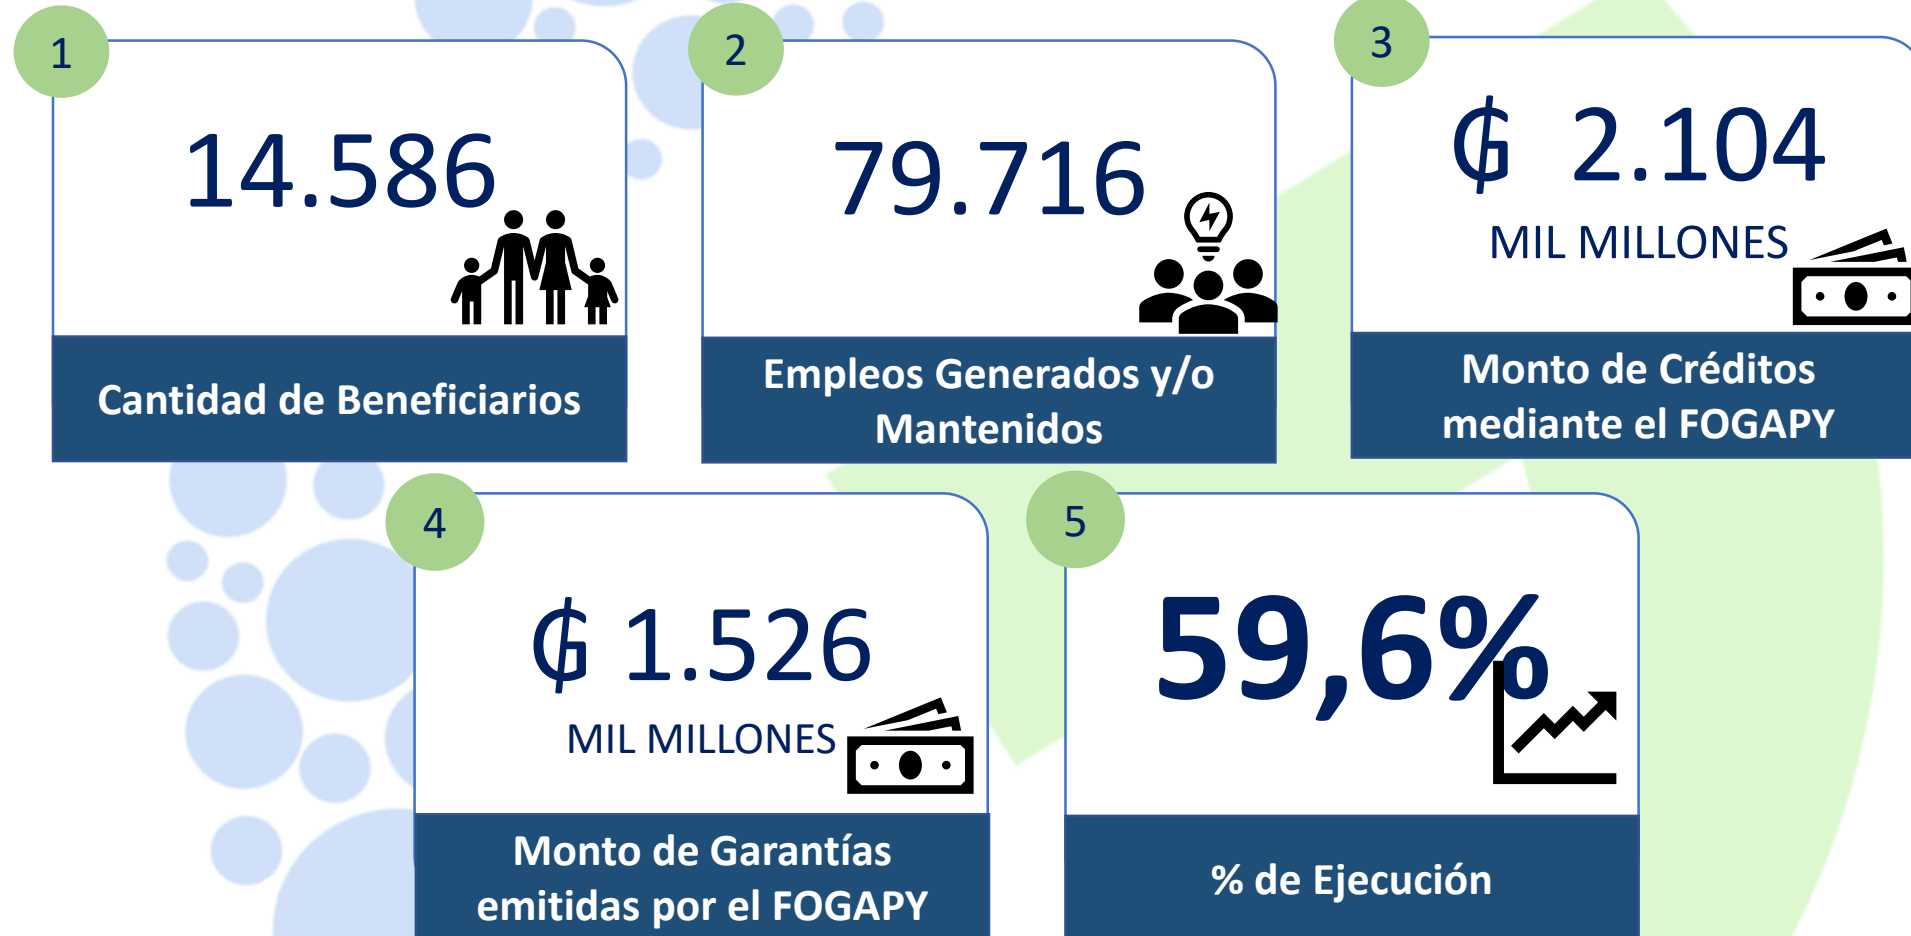 1
14.586
Cantidad de Beneficiarios
2
79.716
Empleos Generados y/o
Mantenidos
3
₲ 2.104
MIL MILLONES
Monto de Créditos
mediante el FOGAPY
4
₲ 1.526
MIL MILLONES
Monto de Garantías
emitidas por el FOGAPY
5
59,6%
% de Ejecución